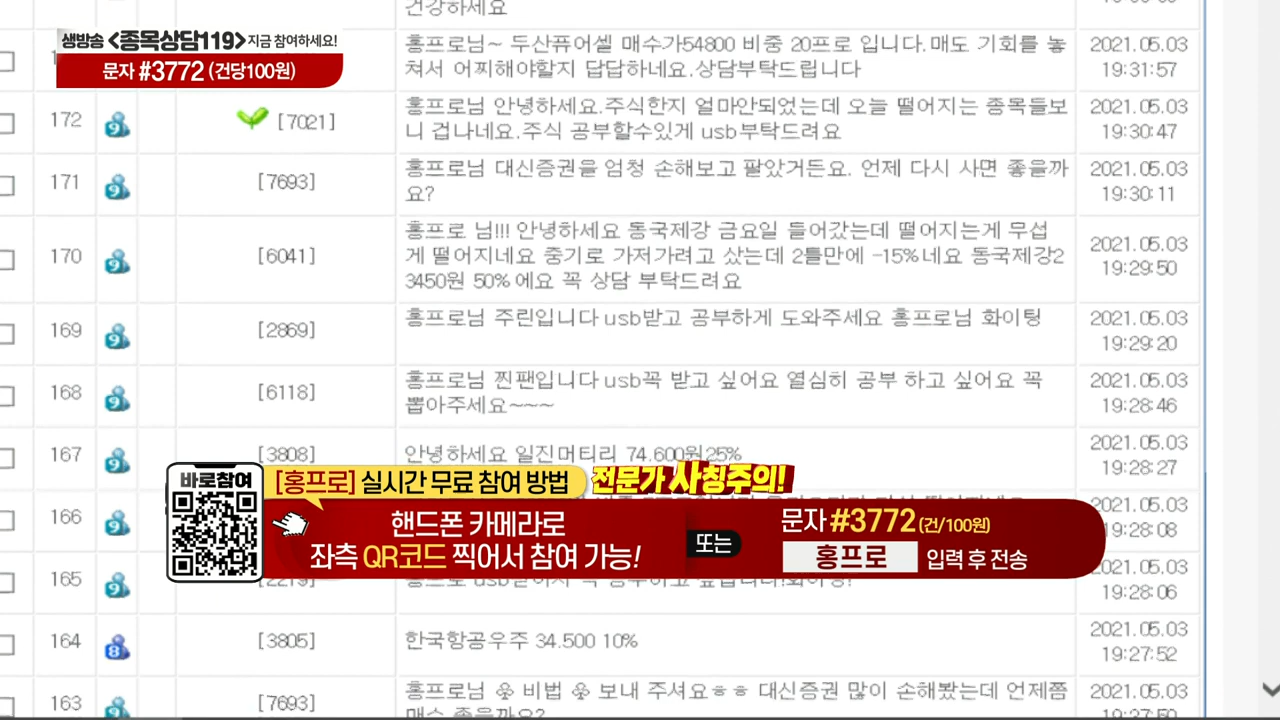 건강하세요
생방송 <종목상담119> 지금 참여하세요!
문자 #3772 (건당100원)
홍프로님~ 두산퓨어셀 매수가54800 비중 20프로 입니다.매도 기회를 놓
쳐서 어찌해야할지 답답하네요.상담부탁드립니다
2021.05.03
19:31:57
172
[7021]
홍프로님 안녕하세요.주식한지 얼마안되었는데 오늘 떨어지는 종목들보
니 겁나네요.주식 공부할수있게 usb부탁드려요
2021.05.03
19:30:47
171
[7693]
홍프로님 대신증권을 엄청 손해보고 팔았거든요. 언제 다시 사면 좋을까
요?
2021.05.03
19:30:11
170
[6041]
홍프로 님!!! 안녕하세요 동국제강 금요일 들어갔는데 떨어지는게 무섭
게 떨어지네요 중기로 가저가려고 샀는데 2틀만에 -15%네요 동국제강2
3450원 50%에요 꼭 상담 부탁드려요
2021.05.03
19:29:50
169
[2869]
홍프로님 주린입니다usb받고 공부하게 도와주세요 홍프로님 화이팅
2021.05.03
19:29:20
168
[6118]
홍프로님 찐팬입니다usb꼭 받고 싶어요 열심히 공부 하고 싶어요 꼭
뽑아주세요~~~
2021.05.03
19:28:46
167
[3808]
안녕하세요 일진머티리 74.600원25%
2021.05.03
19:28:27
바로참여
[홍프로] 실시간 무료 참여 방법
전문가 사칭주의!
핸드폰 카메라로
좌측 QR코드 찍어서 참여 가능!
또는
문자 #3772 (건/100원)
홍프로 입력 후 전송
166
19:28:08
165
19:28:06
164
[3805]
한국항공우주 34.500 10%
2021.05.03
19:27:52
163
[7693]
홍프로님 옹 비법 옹 보내 주셔요ㅎㅎ 대신증권 많이 손해봤는데 언제쯤
매수 좋을까요?
2021.05.03
19:27:50